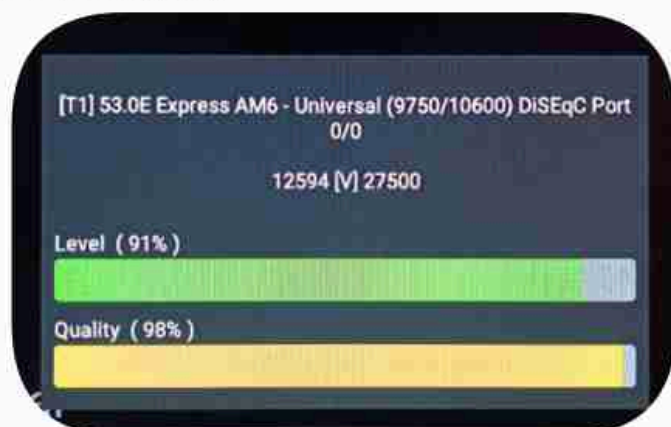 [T1] 53.0E Express AM6 - Universal (9750/10600) DiSEqC Port
0/0
12594 [V] 27500
Level ( 91% )
Quality ( 98% )